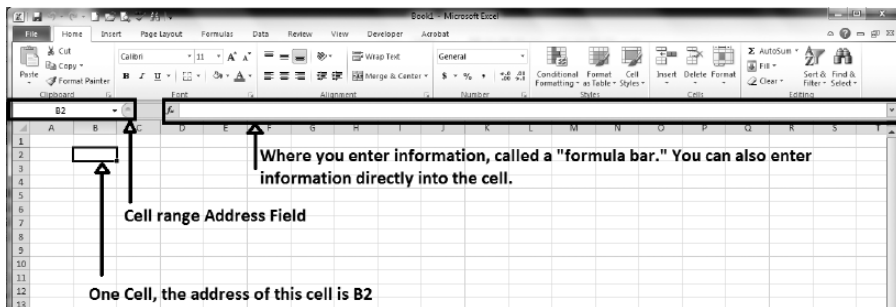 Book1 - Microsoft Excel
File Home Insert Page Layout Formulas Data Review View Developer Acrobat
Cut
Copy
Format Painter
Paste
Clipboard
Calibri 11 A A
B I U A
Font
Wrap Text
Merge & Center
Alignment
General
$ % ,
Number
Conditional Formatting Format as Table Cell Styles
Styles
Insert Delete Format
Cells
Σ AutoSum
Fill
Clear
Sort & Filter Find & Select
Editing
B2 fx
A B C D E F G H I J K L M N O P Q R S T
1
2
3
4
5
6
7
8
9
10
11
12
13
Where you enter information, called a "formula bar." You can also enter
information directly into the cell.
Cell range Address Field
One Cell, the address of this cell is B2